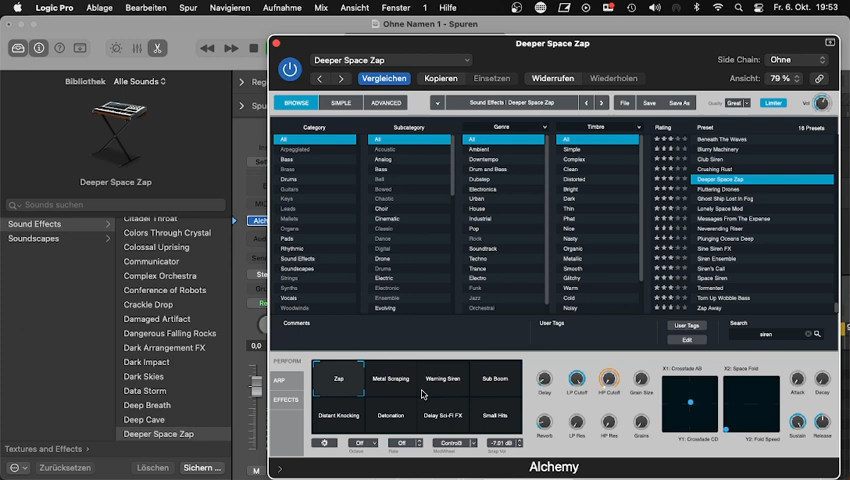 Logic Pro Ablage Bearbeiten Spur Navigieren Aufnahme Mix Ansicht Fenster 1 Hilfe Fr. 6. Okt. 19:53
Ohne Namen 1 - Spuren
Bibliothek Alle Sounds
Deeper Space Zap
Sounds suchen
Sound Effects
Soundscapes
Citadel Throat
Colors Through Crystal
Colossal Uprising
Communicator
Complex Orchestra
Conference of Robots
Crackle Drop
Damaged Artifact
Dangerous Falling Rocks
Dark Arrangement FX
Dark Impact
Dark Skies
Data Storm
Deep Breath
Deep Cave
Deeper Space Zap
Textures and Effects
Zurücksetzen Löschen Sichern ...
Reg
Spu
0,0
M
Deeper Space Zap
Deeper Space Zap
Side Chain: Ohne
Vergleichen Kopieren Einsetzen Widerrufen Wiederholen
Ansicht: 79 %
BROWSE SIMPLE ADVANCED
Sound Effects | Deeper Space Zap
File Save Save As
Quality Great Limiter Vol
Category Subcategory Genre Timbre Rating Preset 18 Presets
All
Arpeggiated
Bass
Brass
Drums
Guitars
Keys
Leads
Mallets
Organs
Pads
Rhythmic
Sound Effects
Soundscapes
Strings
Synths
Vocals
Woodwinds
All
Acoustic
Analog
Bass
Bell
Bowed
Chaotic
Choir
Cinematic
Classic
Dance
Digital
Drone
Drums
Electric
Electronic
Ensemble
Evolving
All
Ambient
Downtempo
Drum and Bass
Dubstep
Electronica
Urban
House
Industrial
Pop
Rock
Soundtrack
Techno
Trance
Electro
Funk
Jazz
Orchestral
All
Simple
Complex
Clean
Distorted
Bright
Dark
Thin
Phat
Nice
Nasty
Organic
Metallic
Smooth
Glitchy
Warm
Cold
Noisy
Beneath The Waves
Blurry Machinery
Club Siren
Crashing Rust
Deeper Space Zap
Fluttering Drones
Ghost Ship Lost In Fog
Lonely Space Mod
Messages From The Expanse
Neverending Riser
Plunging Oceans Deep
Sine Siren FX
Siren Ensemble
Siren's Call
Space Siren
Tormented
Torn Up Wobble Bass
Zap Away
Comments User Tags User Tags Search
Edit siren
PERFORM
ARP
EFFECTS
Zap Metal Scraping Warning Siren Sub Boom
Distant Knocking Detonation Delay Sci-Fi FX Small Hits
Off Off Control3 -7.01 dB
Octave Rate ModWheel Snap Vol
Delay LP Cutoff HP Cutoff Grain Size
Reverb LP Res HP Res Grains
X1: Crossfade AB X2: Space Fold
Y1: Crossfade CD Y2: Fold Speed
Attack Decay
Sustain Release
Alchemy